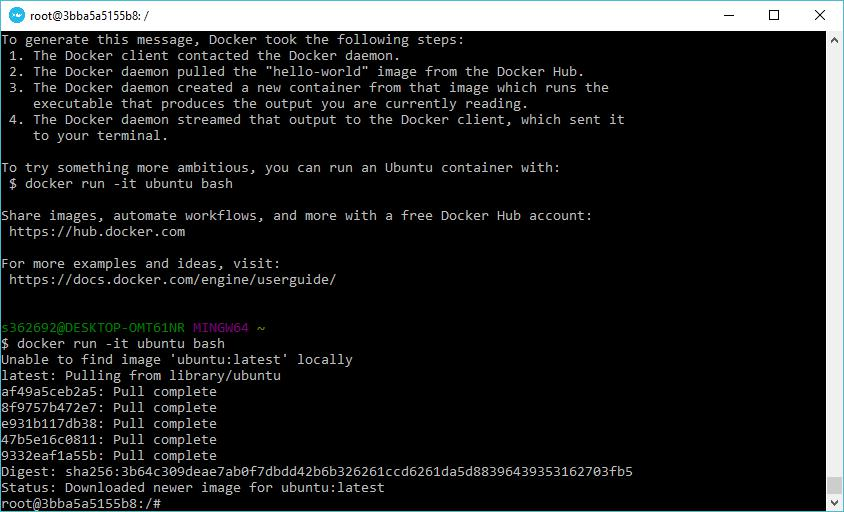 root@3bba5a5155b8: /
To generate this message, Docker took the following steps:
 1. The Docker client contacted the Docker daemon.
 2. The Docker daemon pulled the "hello-world" image from the Docker Hub.
 3. The Docker daemon created a new container from that image which runs the
    executable that produces the output you are currently reading.
 4. The Docker daemon streamed that output to the Docker client, which sent it
    to your terminal.

To try something more ambitious, you can run an Ubuntu container with:
 $ docker run -it ubuntu bash

Share images, automate workflows, and more with a free Docker Hub account:
 https://hub.docker.com

For more examples and ideas, visit:
 https://docs.docker.com/engine/userguide/

s362692@DESKTOP-OMT61NR MINGW64 ~
$ docker run -it ubuntu bash
Unable to find image 'ubuntu:latest' locally
latest: Pulling from library/ubuntu
af49a5ceb2a5: Pull complete
8f9757b472e7: Pull complete
e931b117db38: Pull complete
47b5e16c0811: Pull complete
9332eaf1a55b: Pull complete
Digest: sha256:3b64c309deae7ab0f7dbdd42b6b326261ccd6261da5d88396439353162703fb5
Status: Downloaded newer image for ubuntu:latest
root@3bba5a5155b8:/#